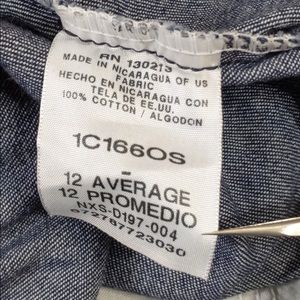 RN 130213
MADE IN NICARAGUA OF US
FABRIC
HECHO EN NICARAGUA CON
TELA DE EE.UU.
100% COTTON / ALGODON
1C166OS
-
12 AVERAGE
12 PROMEDIO
NXS-D197-004
672787723030